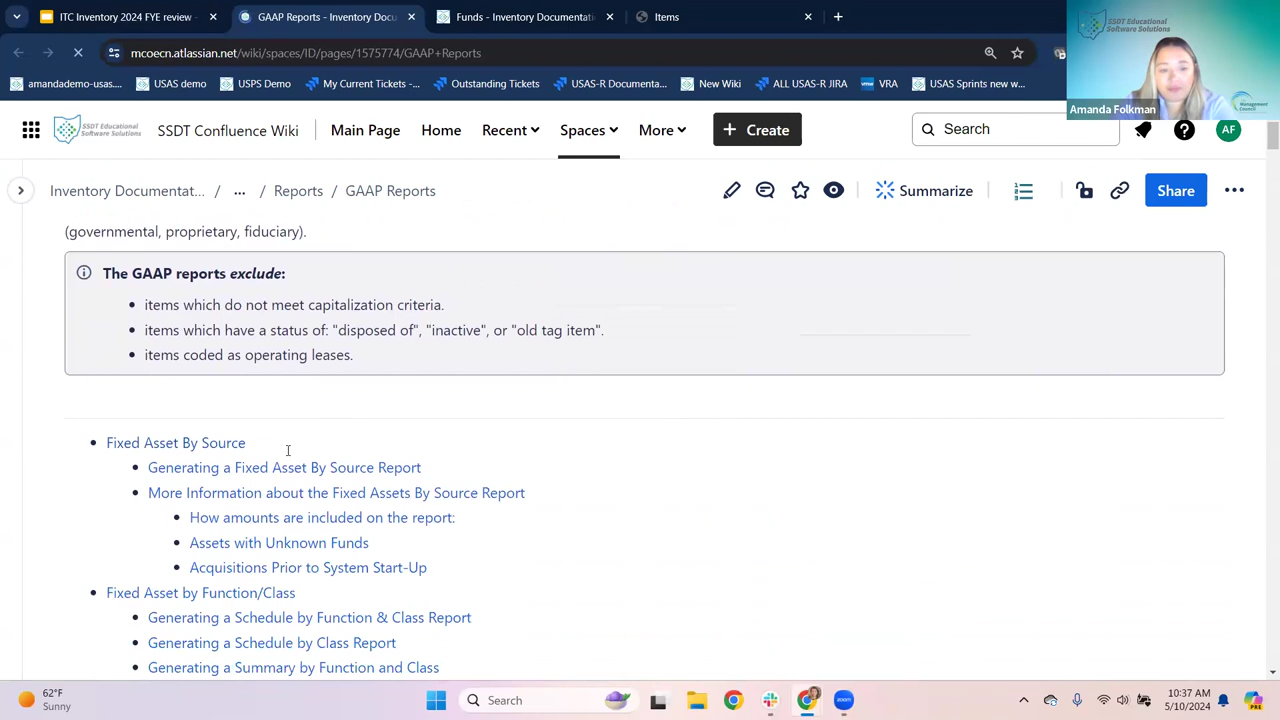 ITC Inventory 2024 FYE review
GAAP Reports - Inventory Docu
Funds - Inventory Documentati
Items
mcoecn.atlassian.net/wiki/spaces/ID/pages/1575774/GAAP+Reports
amandademo-usas....
USAS demo
USPS Demo
My Current Tickets -...
Outstanding Tickets
USAS-R Documenta...
New Wiki
ALL USAS-R JIRA
VRA
USAS Sprints new w...
SSDT Educational
Software Solutions
Amanda Folkman
Management
Council
SSDT Educational
Software Solutions
SSDT Confluence Wiki
Main Page
Home
Recent
Spaces
More
+ Create
Search
AF
Inventory Documentat... / ... / Reports / GAAP Reports
Summarize
Share
(governmental, proprietary, fiduciary).
The GAAP reports exclude:
• items which do not meet capitalization criteria.
• items which have a status of: "disposed of", "inactive", or "old tag item".
• items coded as operating leases.
• Fixed Asset By Source
• Generating a Fixed Asset By Source Report
• More Information about the Fixed Assets By Source Report
• How amounts are included on the report:
• Assets with Unknown Funds
• Acquisitions Prior to System Start-Up
• Fixed Asset by Function/Class
• Generating a Schedule by Function & Class Report
• Generating a Schedule by Class Report
• Generating a Summary by Function and Class
62°F
Sunny
Search
10:37 AM
5/10/2024
PRE